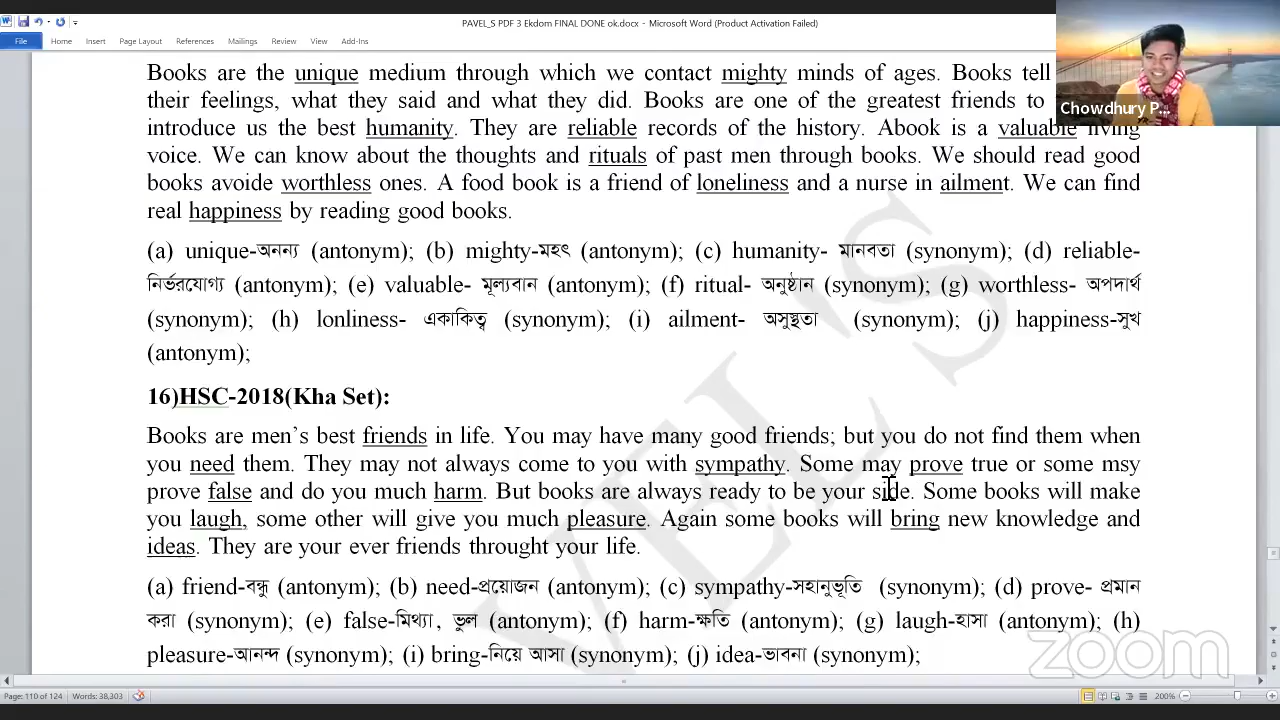 PAVEL_S PDF 3 Ekdom FINAL DONE ok.docx - Microsoft Word (Product Activation Failed)
File Home Insert Page Layout References Mailings Review View Add-Ins
Books are the unique medium through which we contact mighty minds of ages. Books tell
their feelings, what they said and what they did. Books are one of the greatest friends to
introduce us the best humanity. They are reliable records of the history. Abook is a valuable living
voice. We can know about the thoughts and rituals of past men through books. We should read good
books avoide worthless ones. A food book is a friend of loneliness and a nurse in ailment. We can find
real happiness by reading good books.
(a) unique-অনন্য (antonym); (b) mighty-মহৎ (antonym); (c) humanity- মানবতা (synonym); (d) reliable-
নির্ভরযোগ্য (antonym); (e) valuable- মূল্যবান (antonym); (f) ritual- অনুষ্ঠান (synonym); (g) worthless- অপদার্থ
(synonym); (h) lonliness- একাকিত্ব (synonym); (i) ailment- অসুস্থতা (synonym); (j) happiness-সুখ
(antonym);
16)HSC-2018(Kha Set):
Books are men’s best friends in life. You may have many good friends; but you do not find them when
you need them. They may not always come to you with sympathy. Some may prove true or some msy
prove false and do you much harm. But books are always ready to be your side. Some books will make
you laugh, some other will give you much pleasure. Again some books will bring new knowledge and
ideas. They are your ever friends throught your life.
(a) friend-বন্ধু (antonym); (b) need-প্রয়োজন (antonym); (c) sympathy-সহানুভূতি (synonym); (d) prove- প্রমান
করা (synonym); (e) false-মিথ্যা, ভুল (antonym); (f) harm-ক্ষতি (antonym); (g) laugh-হাসা (antonym); (h)
pleasure-আনন্দ (synonym); (i) bring-নিয়ে আসা (synonym); (j) idea-ভাবনা (synonym);
Chowdhury P...
VEL'S
zoom
Page: 110 of 124 Words: 38,303 200%